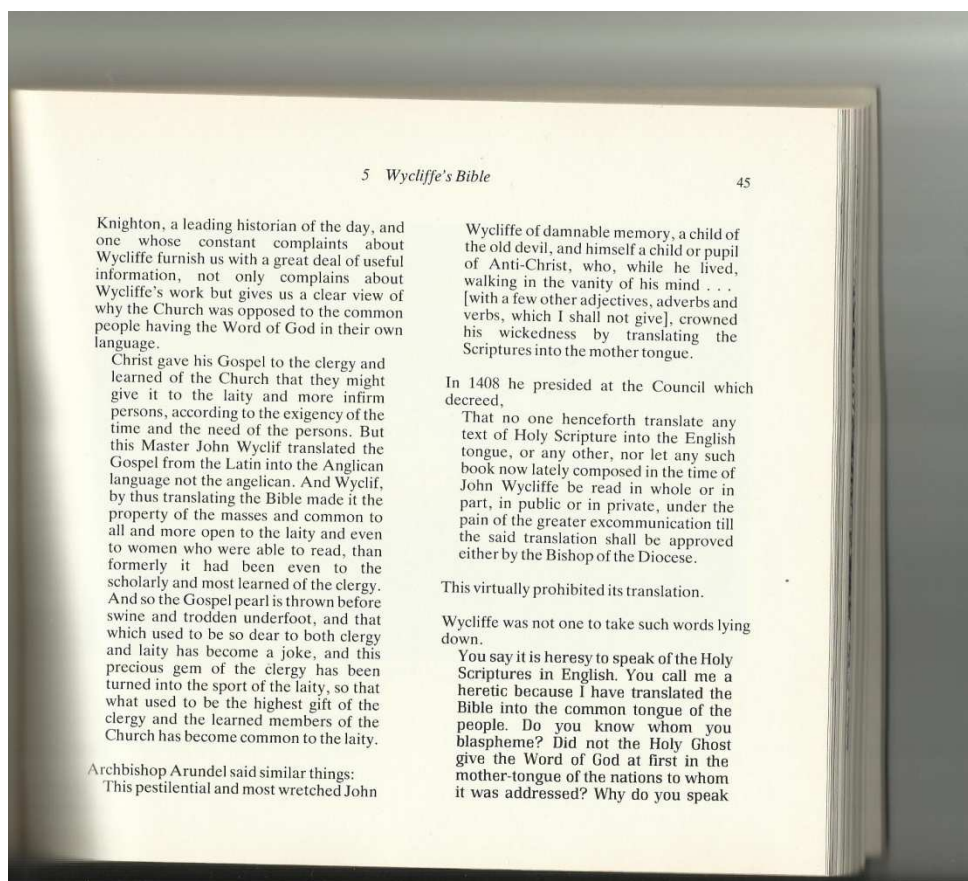 5 Wycliffe's Bible
45
Knighton, a leading historian of the day, and
one whose constant complaints about
Wycliffe furnish us with a great deal of useful
information, not only complains about
Wycliffe's work but gives us a clear view of
why the Church was opposed to the common
people having the Word of God in their own
language.
Christ gave his Gospel to the clergy and
learned of the Church that they might
give it to the laity and more infirm
persons, according to the exigency of the
time and the need of the persons. But
this Master John Wyclif translated the
Gospel from the Latin into the Anglican
language not the angelican. And Wyclif,
by thus translating the Bible made it the
property of the masses and common to
all and more open to the laity and even
to women who were able to read, than
formerly it had been even to the
scholarly and most learned of the clergy.
And so the Gospel pearl is thrown before
swine and trodden underfoot, and that
which used to be so dear to both clergy
and laity has become a joke, and this
precious gem of the clergy has been
turned into the sport of the laity, so that
what used to be the highest gift of the
clergy and the learned members of the
Church has become common to the laity.
Archbishop Arundel said similar things:
This pestilential and most wretched John
Wycliffe of damnable memory, a child of
the old devil, and himself a child or pupil
of Anti-Christ, who, while he lived,
walking in the vanity of his mind . . .
[with a few other adjectives, adverbs and
verbs, which I shall not give], crowned
his wickedness by translating the
Scriptures into the mother tongue.
In 1408 he presided at the Council which
decreed,
That no one henceforth translate any
text of Holy Scripture into the English
tongue, or any other, nor let any such
book now lately composed in the time of
John Wycliffe be read in whole or in
part, in public or in private, under the
pain of the greater excommunication till
the said translation shall be approved
either by the Bishop of the Diocese.
This virtually prohibited its translation.
Wycliffe was not one to take such words lying
down.
You say it is heresy to speak of the Holy
Scriptures in English. You call me a
heretic because I have translated the
Bible into the common tongue of the
people. Do you know whom you
blaspheme? Did not the Holy Ghost
give the Word of God at first in the
mother-tongue of the nations to whom
it was addressed? Why do you speak